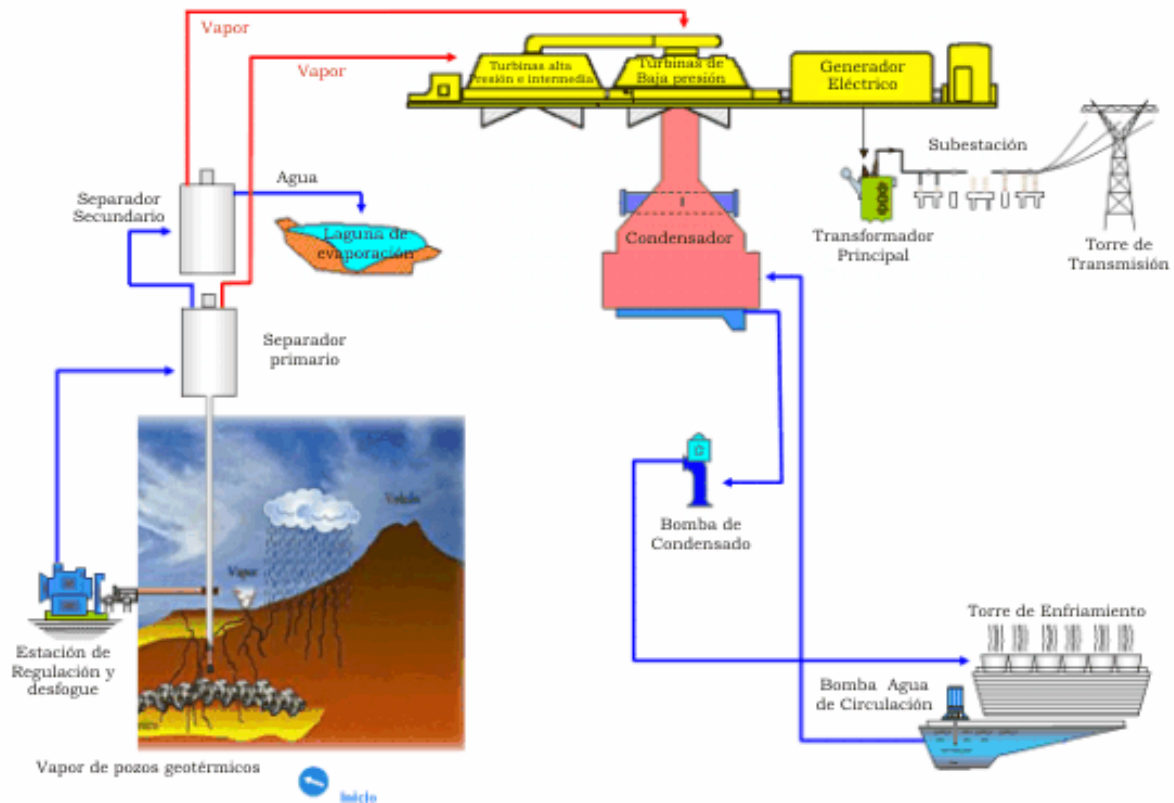 Vapor
Vapor
Turbinas alta
Presión e intermedia
Turbinas de
Baja presión
Generador
Eléctrico
Subestación
Separador
Secundario
Agua
Laguna de
evaporación
Condensador
Transformador
Principal
Torre de
Transmisión
Separador
primario
Volcán
Vapor
Bomba de
Condensado
Estación de
Regulación y
desfogue
Torre de Enfriamiento
Bomba Agua
de Circulación
Vapor de pozos geotérmicos
Inicio